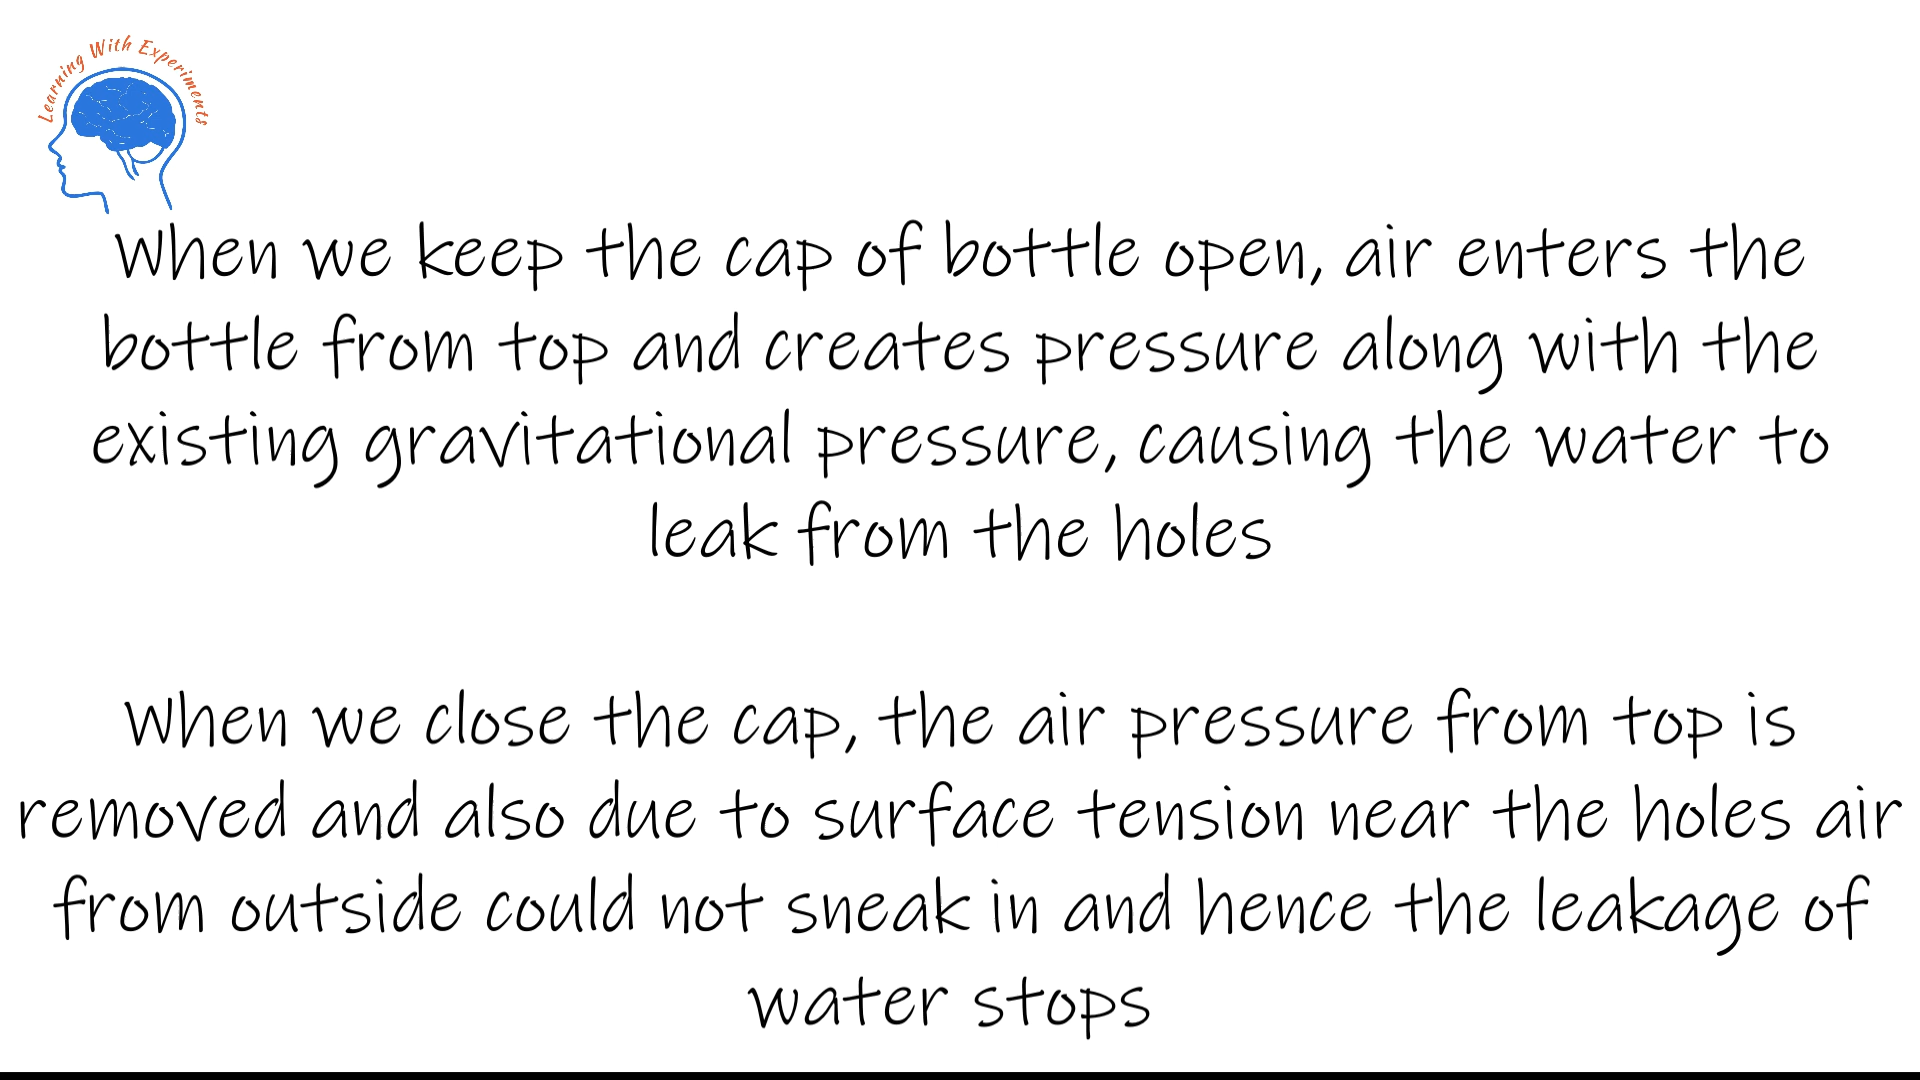 Learning With Experiments
When we keep the cap of bottle open, air enters the
bottle from top and creates pressure along with the
existing gravitational pressure, causing the water to
leak from the holes
When we close the cap, the air pressure from top is
removed and also due to surface tension near the holes air
from outside could not sneak in and hence the leakage of
water stops